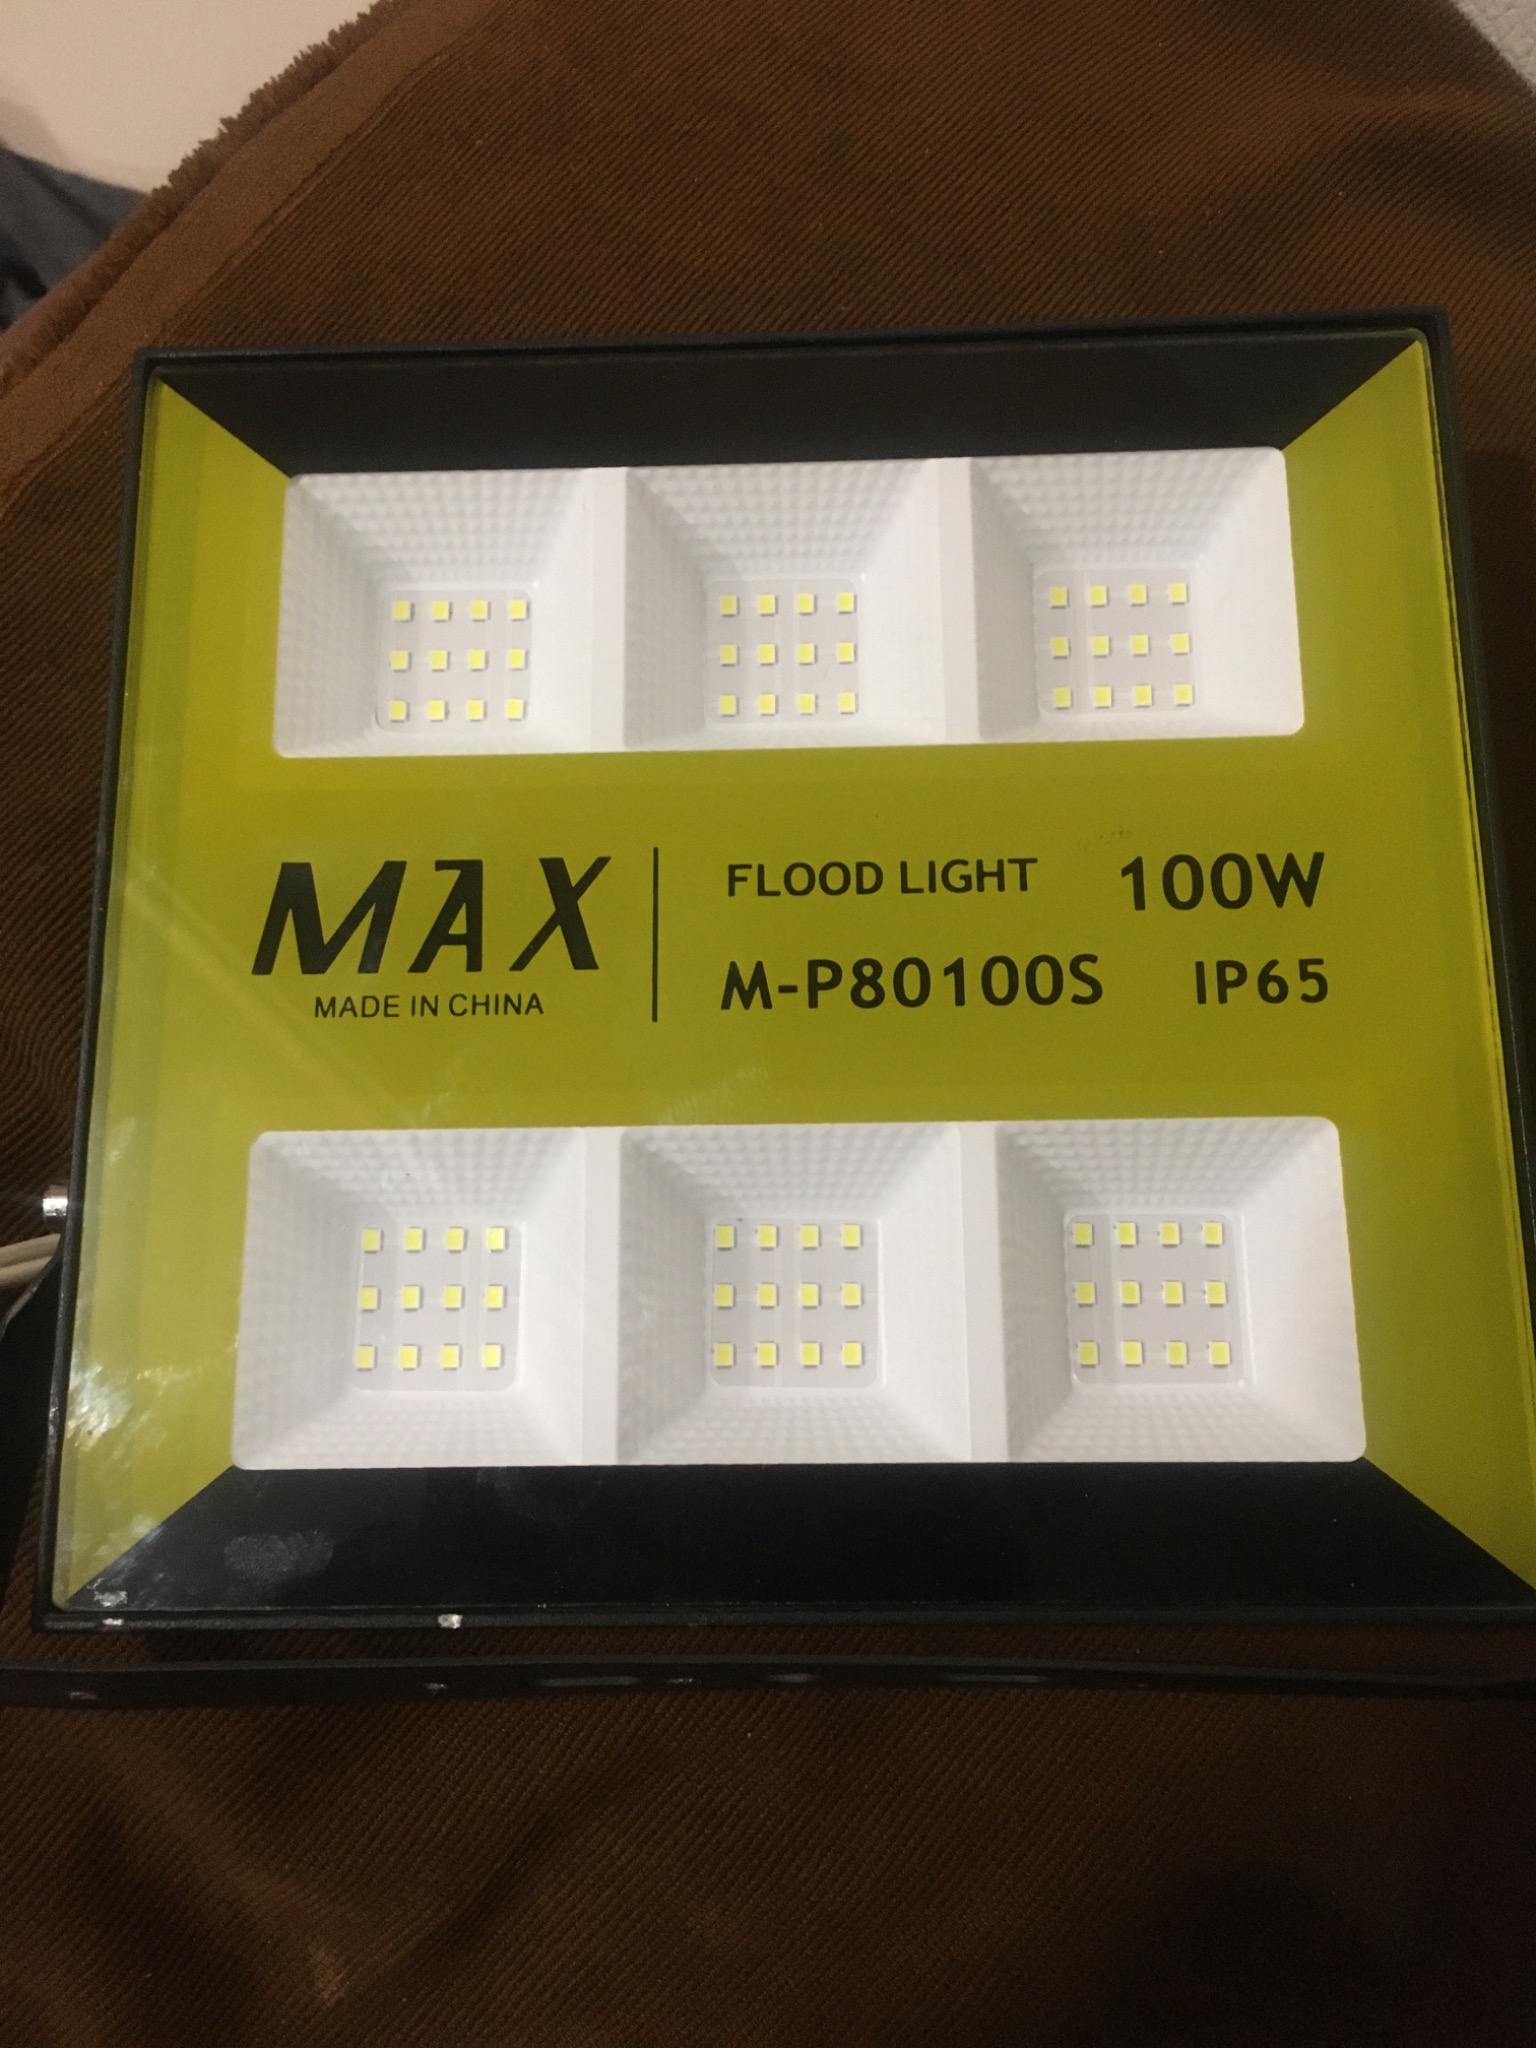 MAX
MADE IN CHINA
FLOOD LIGHT 100W
M-P80100S IP65